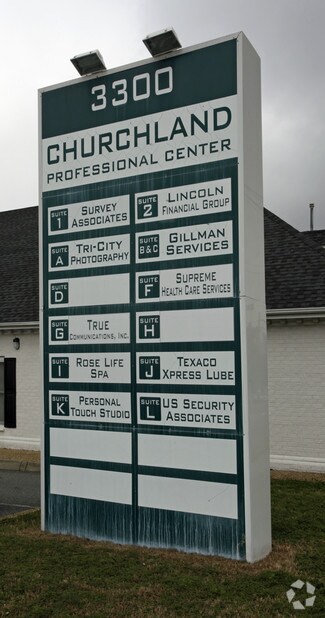 3300
CHURCHLAND
PROFESSIONAL CENTER
SUITE 1 SURVEY
ASSOCIATES
SUITE 2 LINCOLN
FINANCIAL GROUP
SUITE A TRI-CITY
PHOTOGRAPHY
SUITE B&C GILLMAN
SERVICES
SUITE D
SUITE F SUPREME
HEALTH CARE SERVICES
SUITE G TRUE
COMMUNICATIONS, INC.
SUITE H
SUITE I ROSE LIFE
SPA
SUITE J TEXACO
XPRESS LUBE
SUITE K PERSONAL
TOUCH STUDIO
SUITE L US SECURITY
ASSOCIATES